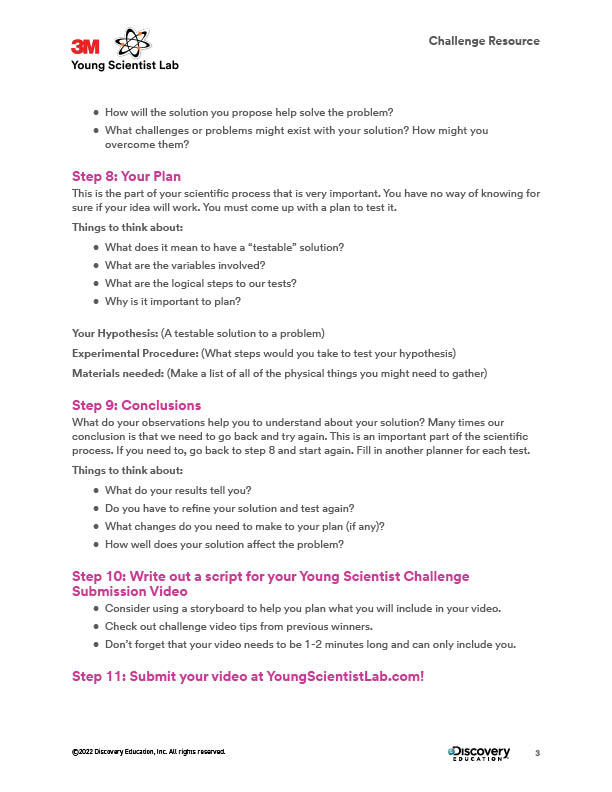 3M
Young Scientist Lab
Challenge Resource
● How will the solution you propose help solve the problem?
● What challenges or problems might exist with your solution? How might you
overcome them?
Step 8: Your Plan
This is the part of your scientific process that is very important. You have no way of knowing for
sure if your idea will work. You must come up with a plan to test it.
Things to think about:
● What does it mean to have a “testable” solution?
● What are the variables involved?
● What are the logical steps to our tests?
● Why is it important to plan?
Your Hypothesis: (A testable solution to a problem)
Experimental Procedure: (What steps would you take to test your hypothesis)
Materials needed: (Make a list of all of the physical things you might need to gather)
Step 9: Conclusions
What do your observations help you to understand about your solution? Many times our
conclusion is that we need to go back and try again. This is an important part of the scientific
process. If you need to, go back to step 8 and start again. Fill in another planner for each test.
Things to think about:
● What do your results tell you?
● Do you have to refine your solution and test again?
● What changes do you need to make to your plan (if any)?
● How well does your solution affect the problem?
Step 10: Write out a script for your Young Scientist Challenge
Submission Video
● Consider using a storyboard to help you plan what you will include in your video.
● Check out challenge video tips from previous winners.
● Don’t forget that your video needs to be 1-2 minutes long and can only include you.
Step 11: Submit your video at YoungScientistLab.com!
©2022 Discovery Education, Inc. All rights reserved.
Discovery
EDUCATION
3